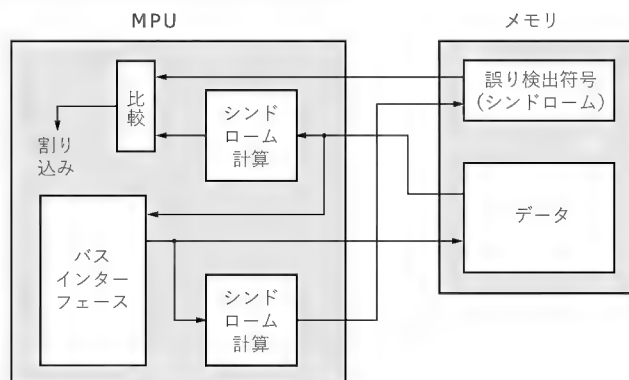 MPU
メモリ
比
較
シンド
ローム
計算
誤り検出符号
(シンドローム)
割り
込み
データ
バス
インター
フェース
シンド
ローム
計算